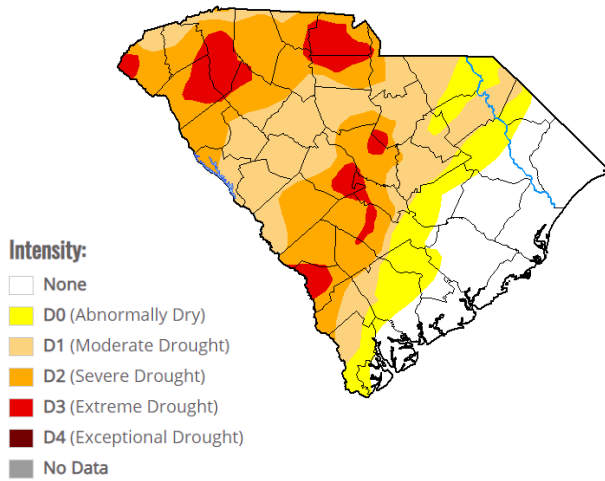 Intensity:
None
D0 (Abnormally Dry)
D1 (Moderate Drought)
D2 (Severe Drought)
D3 (Extreme Drought)
D4 (Exceptional Drought)
No Data